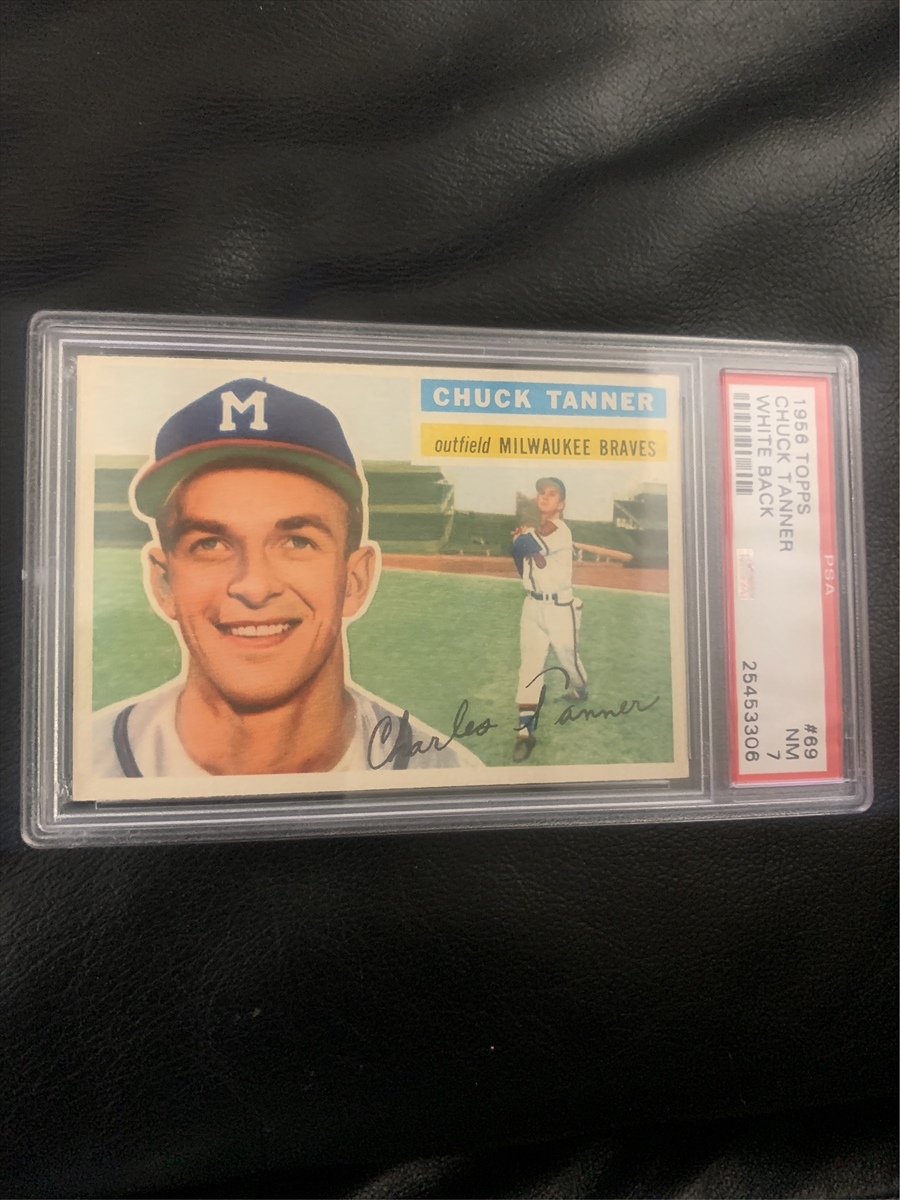 M
CHUCK TANNER
outfield MILWAUKEE BRAVES
Charles Tanner
1956 TOPPS
CHUCK TANNER
WHITE BACK
#69
NM 7
25453306
PSA